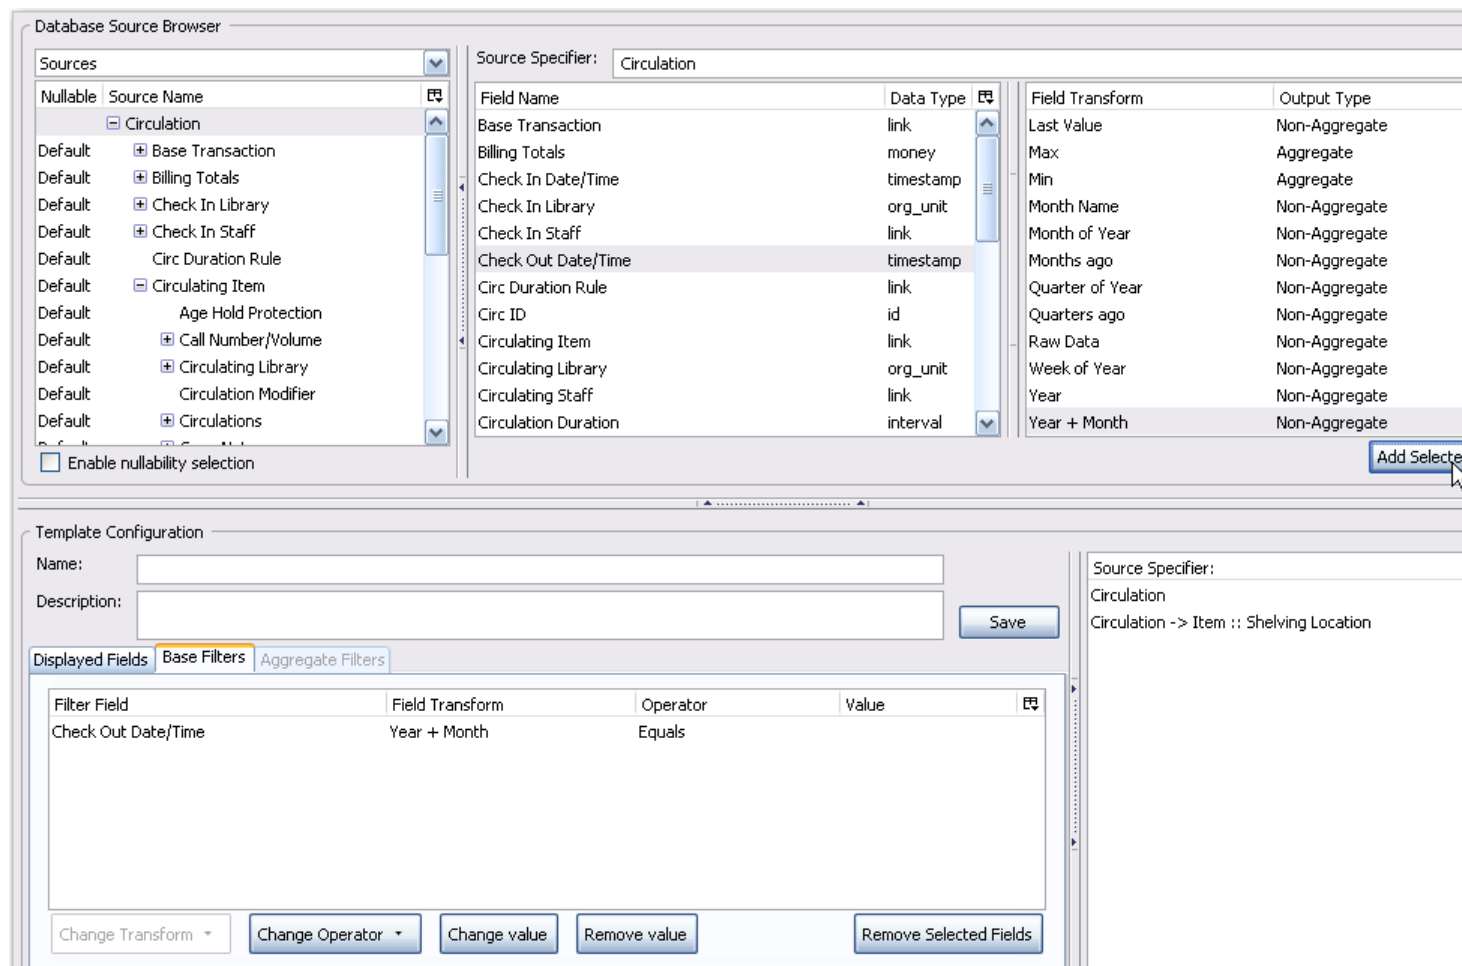 Database Source Browser
Sources
Source Specifier: Circulation
Nullable Source Name
Circulation
Default Base Transaction
Default Billing Totals
Default Check In Library
Default Check In Staff
Default Circ Duration Rule
Default Circulating Item
Default Age Hold Protection
Default Call Number/Volume
Default Circulating Library
Default Circulation Modifier
Default Circulations
Enable nullability selection
Field Name Data Type
Base Transaction link
Billing Totals money
Check In Date/Time timestamp
Check In Library org_unit
Check In Staff link
Check Out Date/Time timestamp
Circ Duration Rule link
Circ ID id
Circulating Item link
Circulating Library org_unit
Circulating Staff link
Circulation Duration interval
Field Transform Output Type
Last Value Non-Aggregate
Max Aggregate
Min Aggregate
Month Name Non-Aggregate
Month of Year Non-Aggregate
Months ago Non-Aggregate
Quarter of Year Non-Aggregate
Quarters ago Non-Aggregate
Raw Data Non-Aggregate
Week of Year Non-Aggregate
Year Non-Aggregate
Year + Month Non-Aggregate
Add Selecte
Template Configuration
Name:
Description:
Save
Displayed Fields Base Filters Aggregate Filters
Filter Field Field Transform Operator Value
Check Out Date/Time Year + Month Equals
Change Transform Change Operator Change value Remove value Remove Selected Fields
Source Specifier:
Circulation
Circulation -> Item :: Shelving Location